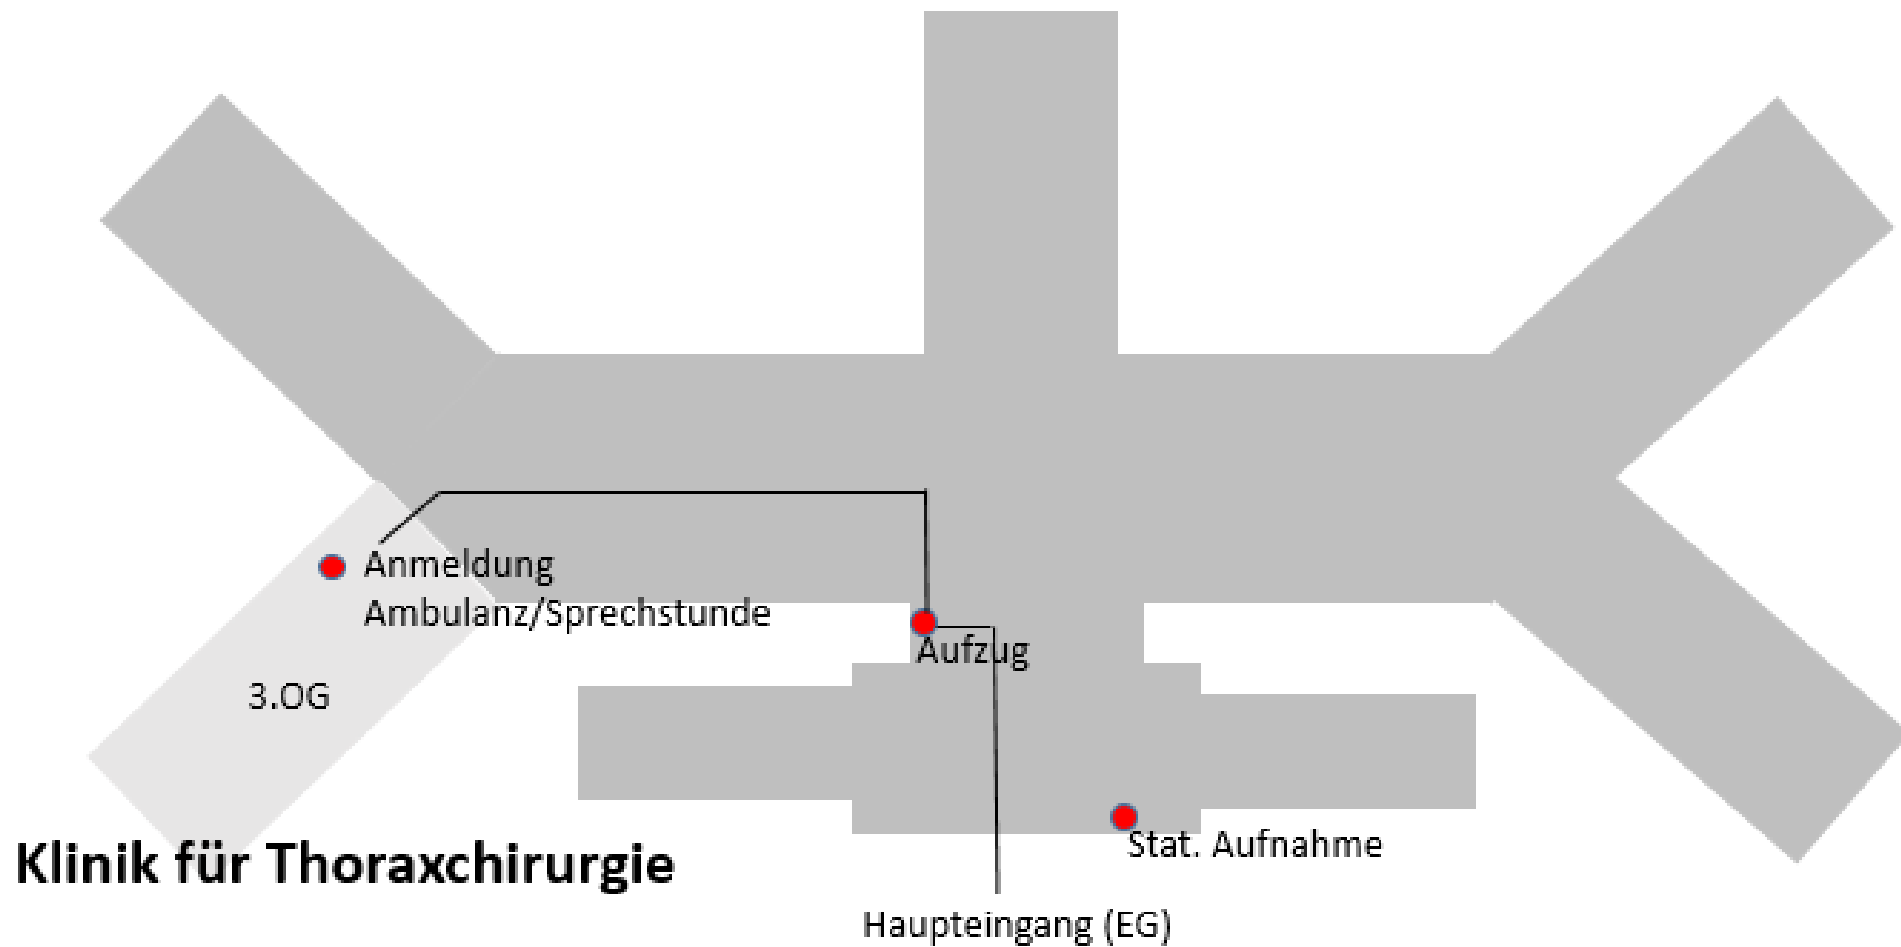 Anmeldung
Ambulanz/Sprechstunde
Aufzug
3.OG
Stat. Aufnahme
Klinik für Thoraxchirurgie
Haupteingang (EG)